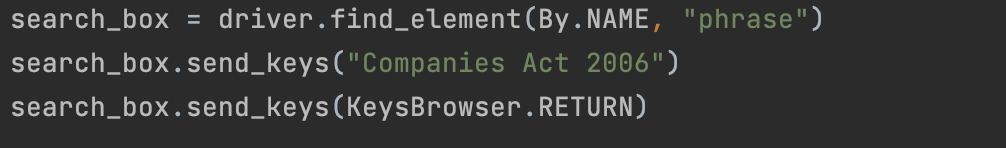 search_box = driver.find_element(By.NAME, "phrase")
search_box.send_keys("Companies Act 2006")
search_box.send_keys(KeysBrowser.RETURN)